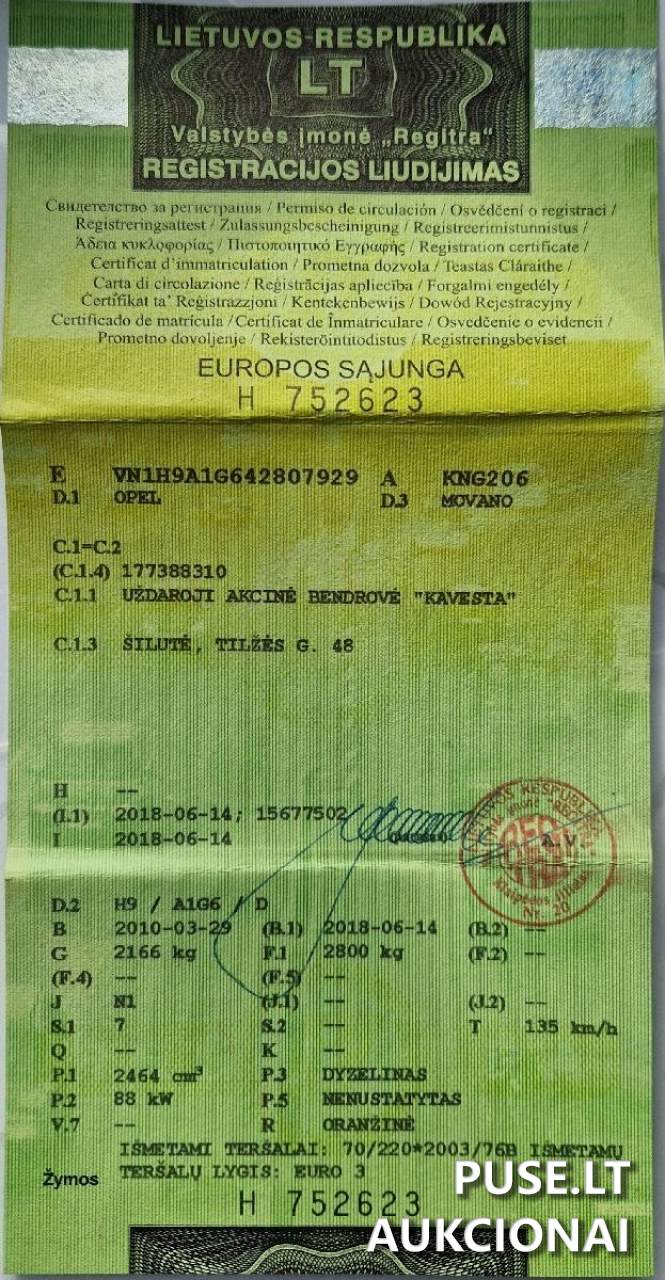 LIETUVOS RESPUBLIKA
LT
Valstybės įmonė „Regitra“
REGISTRACIJOS LIUDIJIMAS
Свидетелство за регистрация / Permiso de circulación / Osvědčení o registraci /
Registreringsattest / Zulassungsbescheinigung / Registreerimistunnistus /
Άδεια κυκλοφορίας / Πιστοποιητικό Εγγραφής / Registration certificate /
Certificat d'immatriculation / Prometna dozvola / Teastas Cláraithe /
Carta di circolazione / Reģistrācijas apliecība / Forgalmi engedély /
Ċertifikat ta' Reġistrazzjoni / Kentekenbewijs / Dowód Rejestracyjny /
Certificado de matrícula / Certificat de Înmatriculare / Osvedčenie o evidencii /
Prometno dovoljenje / Rekisteröintitodistus / Registreringsbeviset
EUROPOS SĄJUNGA
H 752623
E VN1H9A1G642807929 A KNG206
D.1 OPEL D.3 MOVANO
C.1=C.2
(C.1.4) 177388310
C.1.1 UŽDAROJI AKCINĖ BENDROVĖ "KAVESTA"
C.1.3 ŠILUTĖ, TILŽĖS G. 48
H --
(I.1) 2018-06-14; 15677502
I 2018-06-14
A.V.
Nr. 20
D.2 H9 / A1G6 / D
B 2010-03-29 (B.1) 2018-06-14 (B.2) --
G 2166 kg F.1 2800 kg (F.2) --
(F.4) -- (F.5) --
J N1 (J.1) -- (J.2) --
S.1 7 S.2 -- T 135 km/h
Q -- K --
P.1 2464 cm³ P.3 DYZELINAS
P.2 88 kW P.5 NENUSTATYTAS
V.7 -- R ORANŽINĖ
IŠMETAMI TERŠALAI: 70/220*2003/76B IŠMETAMŲ
Žymos TERŠALŲ LYGIS: EURO 3
H 752623
PUSE.LT
AUKCIONAI